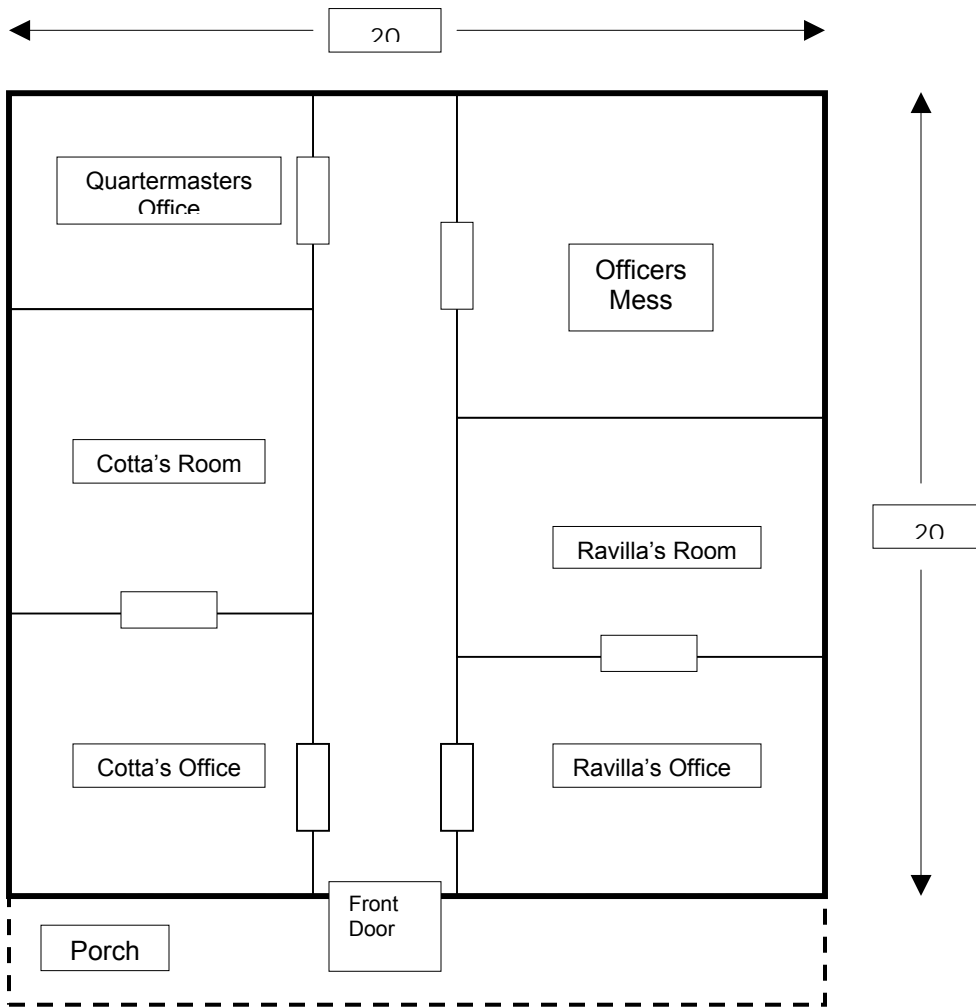 20
Quartermasters
Office
Officers
Mess
Cotta's Room
Ravilla's Room
20
Cotta's Office
Ravilla's Office
Front
Door
Porch